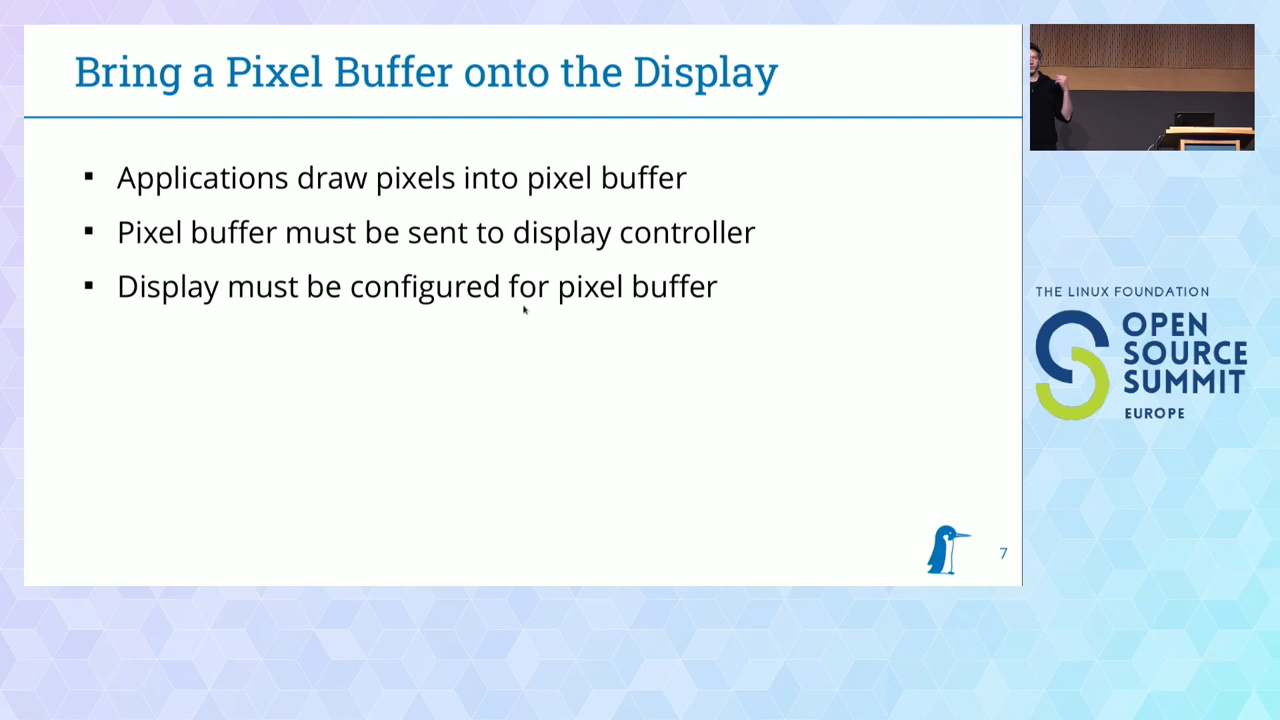 Bring a Pixel Buffer onto the Display
▪ Applications draw pixels into pixel buffer
▪ Pixel buffer must be sent to display controller
▪ Display must be configured for pixel buffer
7
THE LINUX FOUNDATION
OPEN
SOURCE
SUMMIT
EUROPE